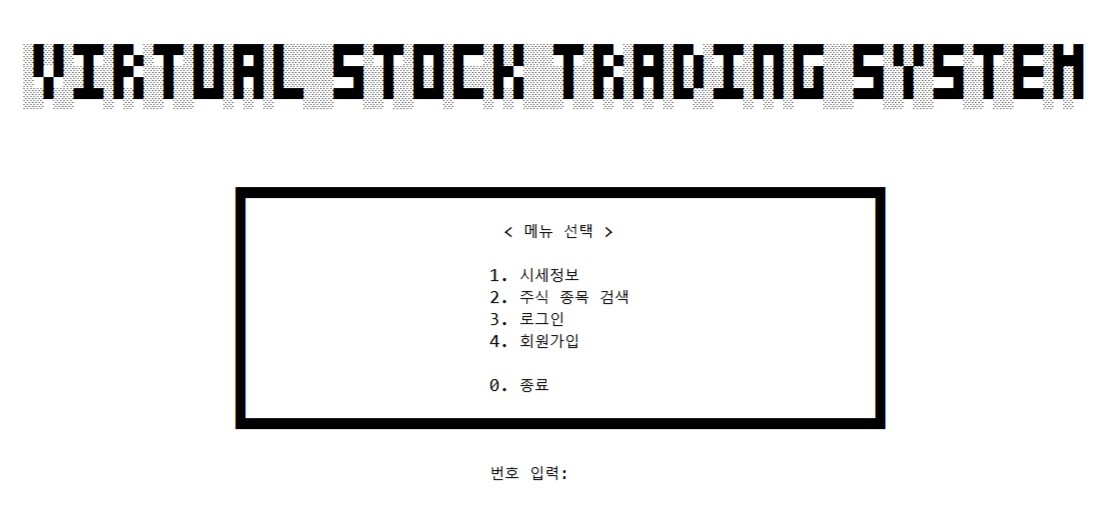 VIRTUAL STOCK TRADING SYSTEM
< 메뉴 선택 >
1. 시세정보
2. 주식 종목 검색
3. 로그인
4. 회원가입
0. 종료
번호 입력: